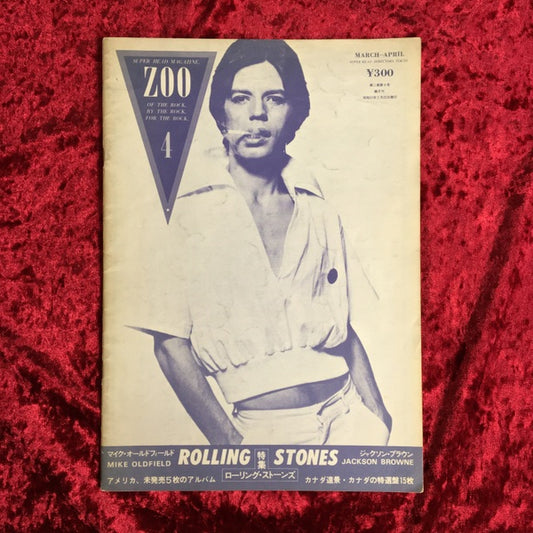 SUPER HEAD MAGAZINE.
ZOO
OF THE ROCK,
BY THE ROCK,
FOR THE ROCK.
4
MARCH-APRIL
¥300
マイク・オールドフィールド
MIKE OLDFIELD
ROLLING 特集 STONES
ローリング・ストーンズ
ジャクソン・ブラウン
JACKSON BROWNE
アメリカ、未発売5枚のアルバム
カナダ遠景・カナダの特選盤15枚